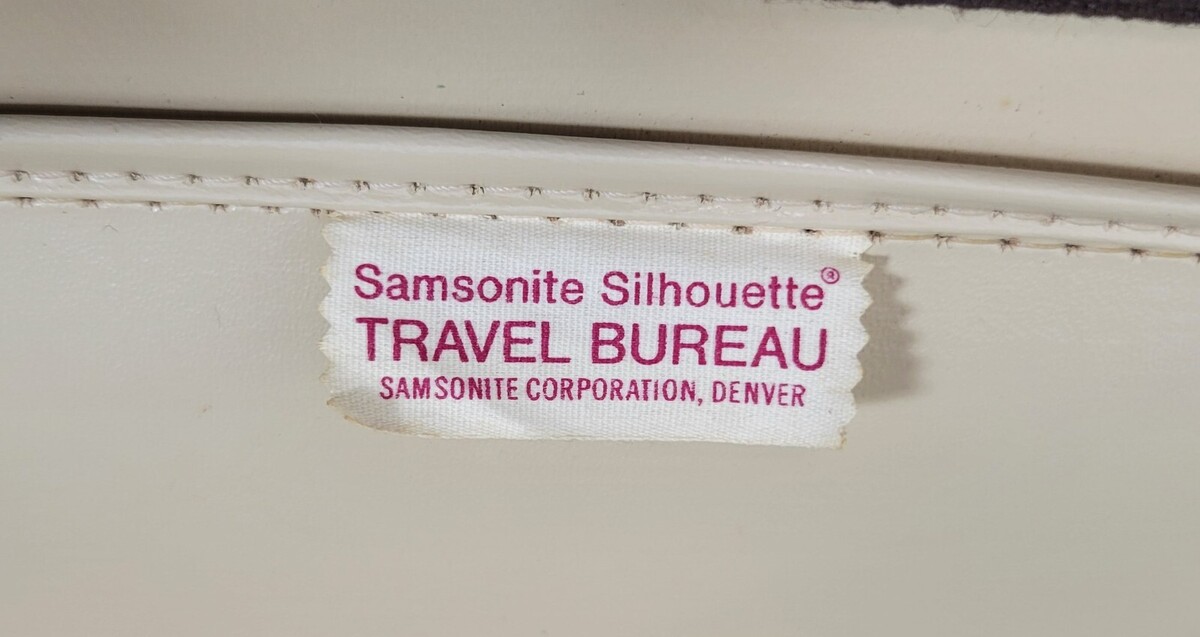 Samsonite Silhouette®
TRAVEL BUREAU
SAMSONITE CORPORATION, DENVER